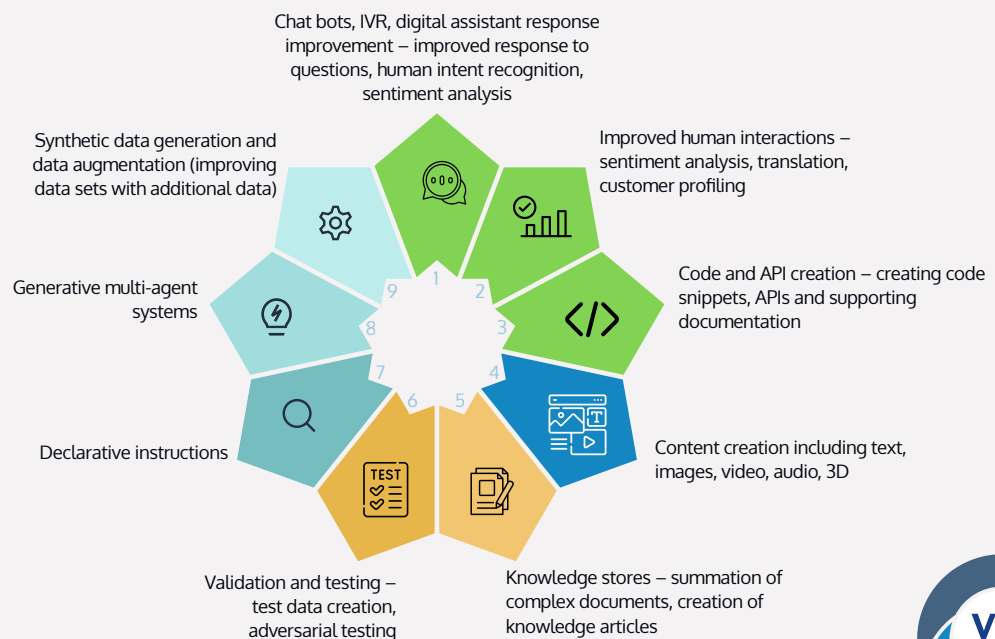 Chat bots, IVR, digital assistant response
improvement – improved response to
questions, human intent recognition,
sentiment analysis
Improved human interactions –
sentiment analysis, translation,
customer profiling
Code and API creation – creating code
snippets, APIs and supporting
documentation
Content creation including text,
images, video, audio, 3D
Knowledge stores – summation of
complex documents, creation of
knowledge articles
Validation and testing –
test data creation,
adversarial testing
Declarative instructions
Generative multi-agent
systems
Synthetic data generation and
data augmentation (improving
data sets with additional data)
1
2
3
4
5
6
7
8
9
T
TEST
V